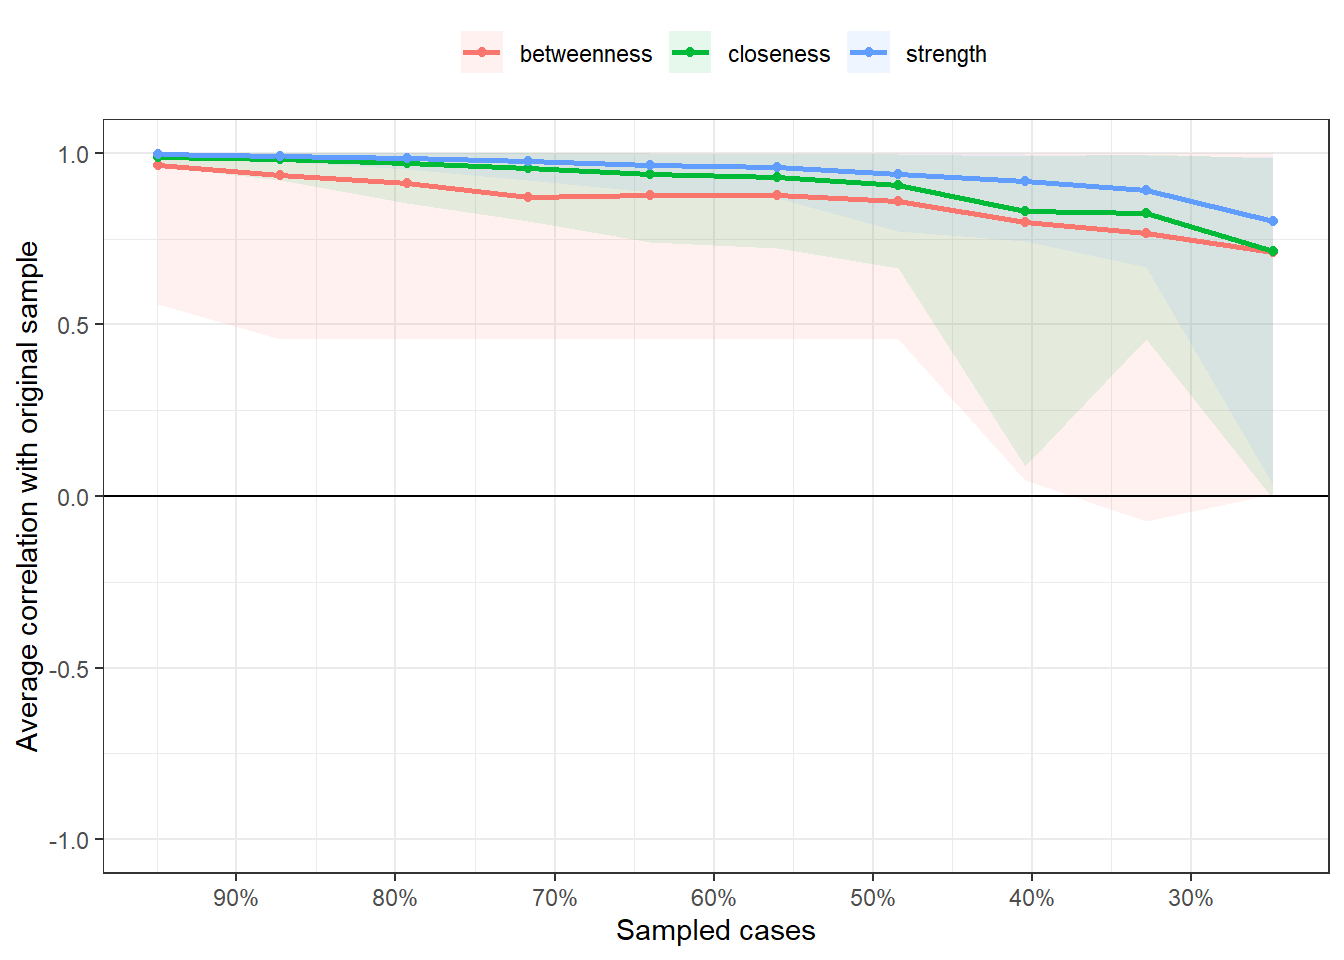 betweenness closeness strength
Average correlation with original sample
1.0
0.5
0.0
-0.5
-1.0
90% 80% 70% 60% 50% 40% 30%
Sampled cases